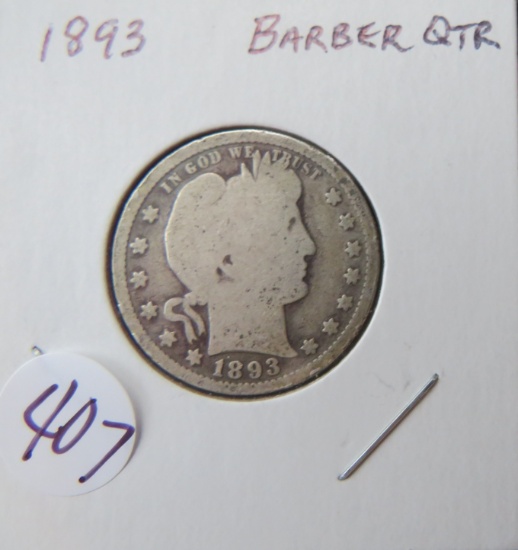 1893 BARBER QTR
IN GOD WE TRUST
1893
407